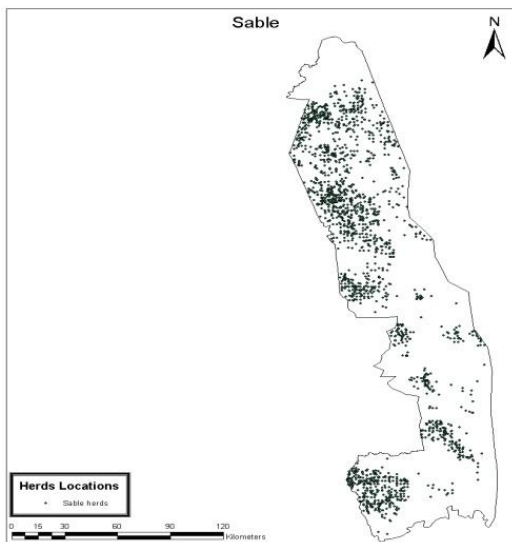 Sable
N
Herds Locations
Sable herds
0 15 30 60 90 120
Kilometers